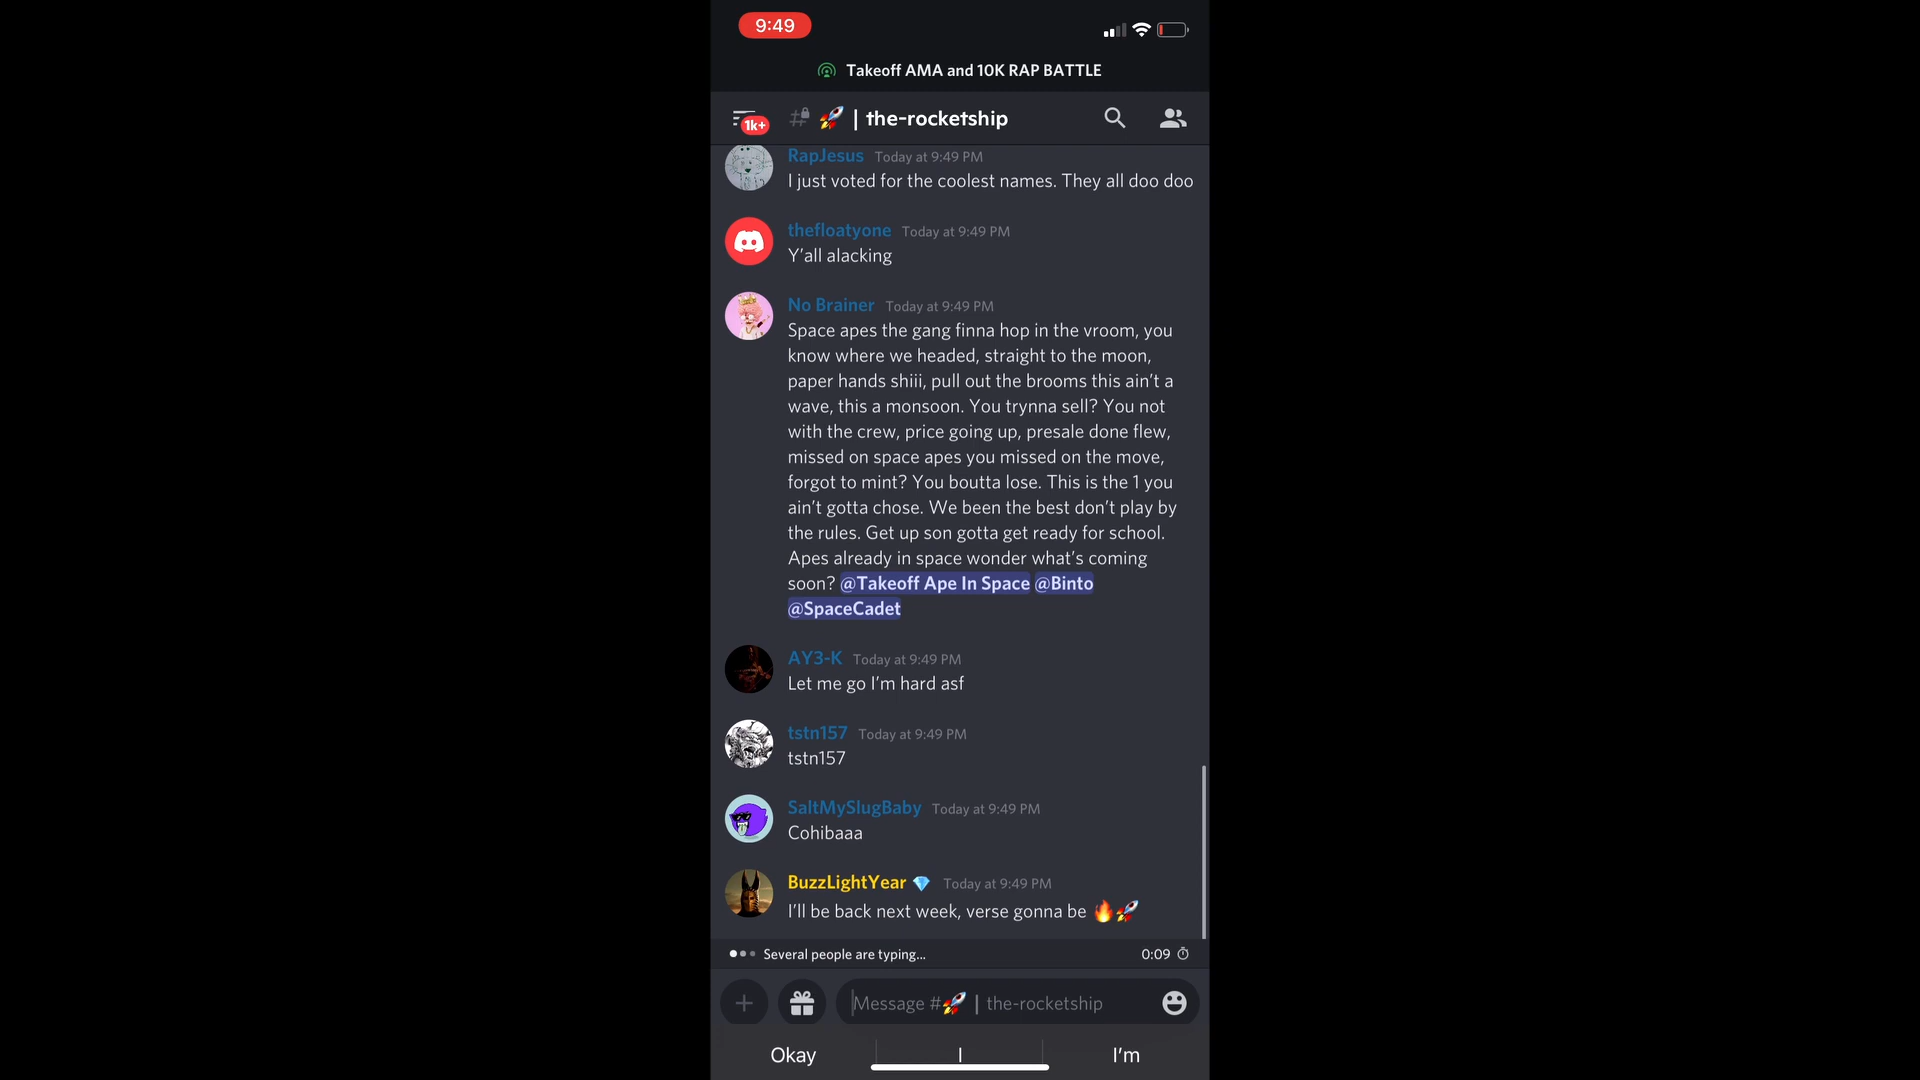 9:49
Takeoff AMA and 10K RAP BATTLE
1k+
# 🚀 | the-rocketship
RapJesus Today at 9:49 PM
I just voted for the coolest names. They all doo doo
thefloatyone Today at 9:49 PM
Y'all alacking
No Brainer Today at 9:49 PM
Space apes the gang finna hop in the vroom, you
know where we headed, straight to the moon,
paper hands shiii, pull out the brooms this ain't a
wave, this a monsoon. You trynna sell? You not
with the crew, price going up, presale done flew,
missed on space apes you missed on the move,
forgot to mint? You boutta lose. This is the 1 you
ain't gotta chose. We been the best don't play by
the rules. Get up son gotta get ready for school.
Apes already in space wonder what's coming
soon? @Takeoff Ape In Space @Binto
@SpaceCadet
AY3-K Today at 9:49 PM
Let me go I'm hard asf
tstn157 Today at 9:49 PM
tstn157
SaltMySlugBaby Today at 9:49 PM
Cohibaaa
BuzzLightYear 💎 Today at 9:49 PM
I'll be back next week, verse gonna be 🔥🚀
Several people are typing... 0:09
Message #🚀 | the-rocketship
Okay I I'm